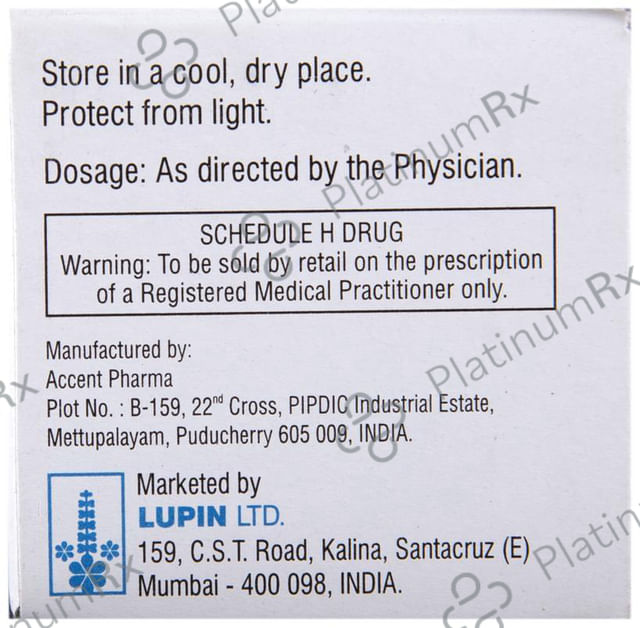 PlatinumRx
Store in a cool, dry place.
Protect from light.
PlatinumRx
Dosage: As directed by the Physician.
SCHEDULE H DRUG
Warning: To be sold by retail on the prescription
of a Registered Medical Practitioner only.
PlatinumRx
Manufactured by:
Accent Pharma
Plot No. : B-159, 22nd Cross, PIPDIC Industrial Estate,
Mettupalayam, Puducherry 605 009, INDIA.
Marketed by
LUPIN LTD.
159, C.S.T. Road, Kalina, Santacruz (E)
Mumbai - 400 098, INDIA.